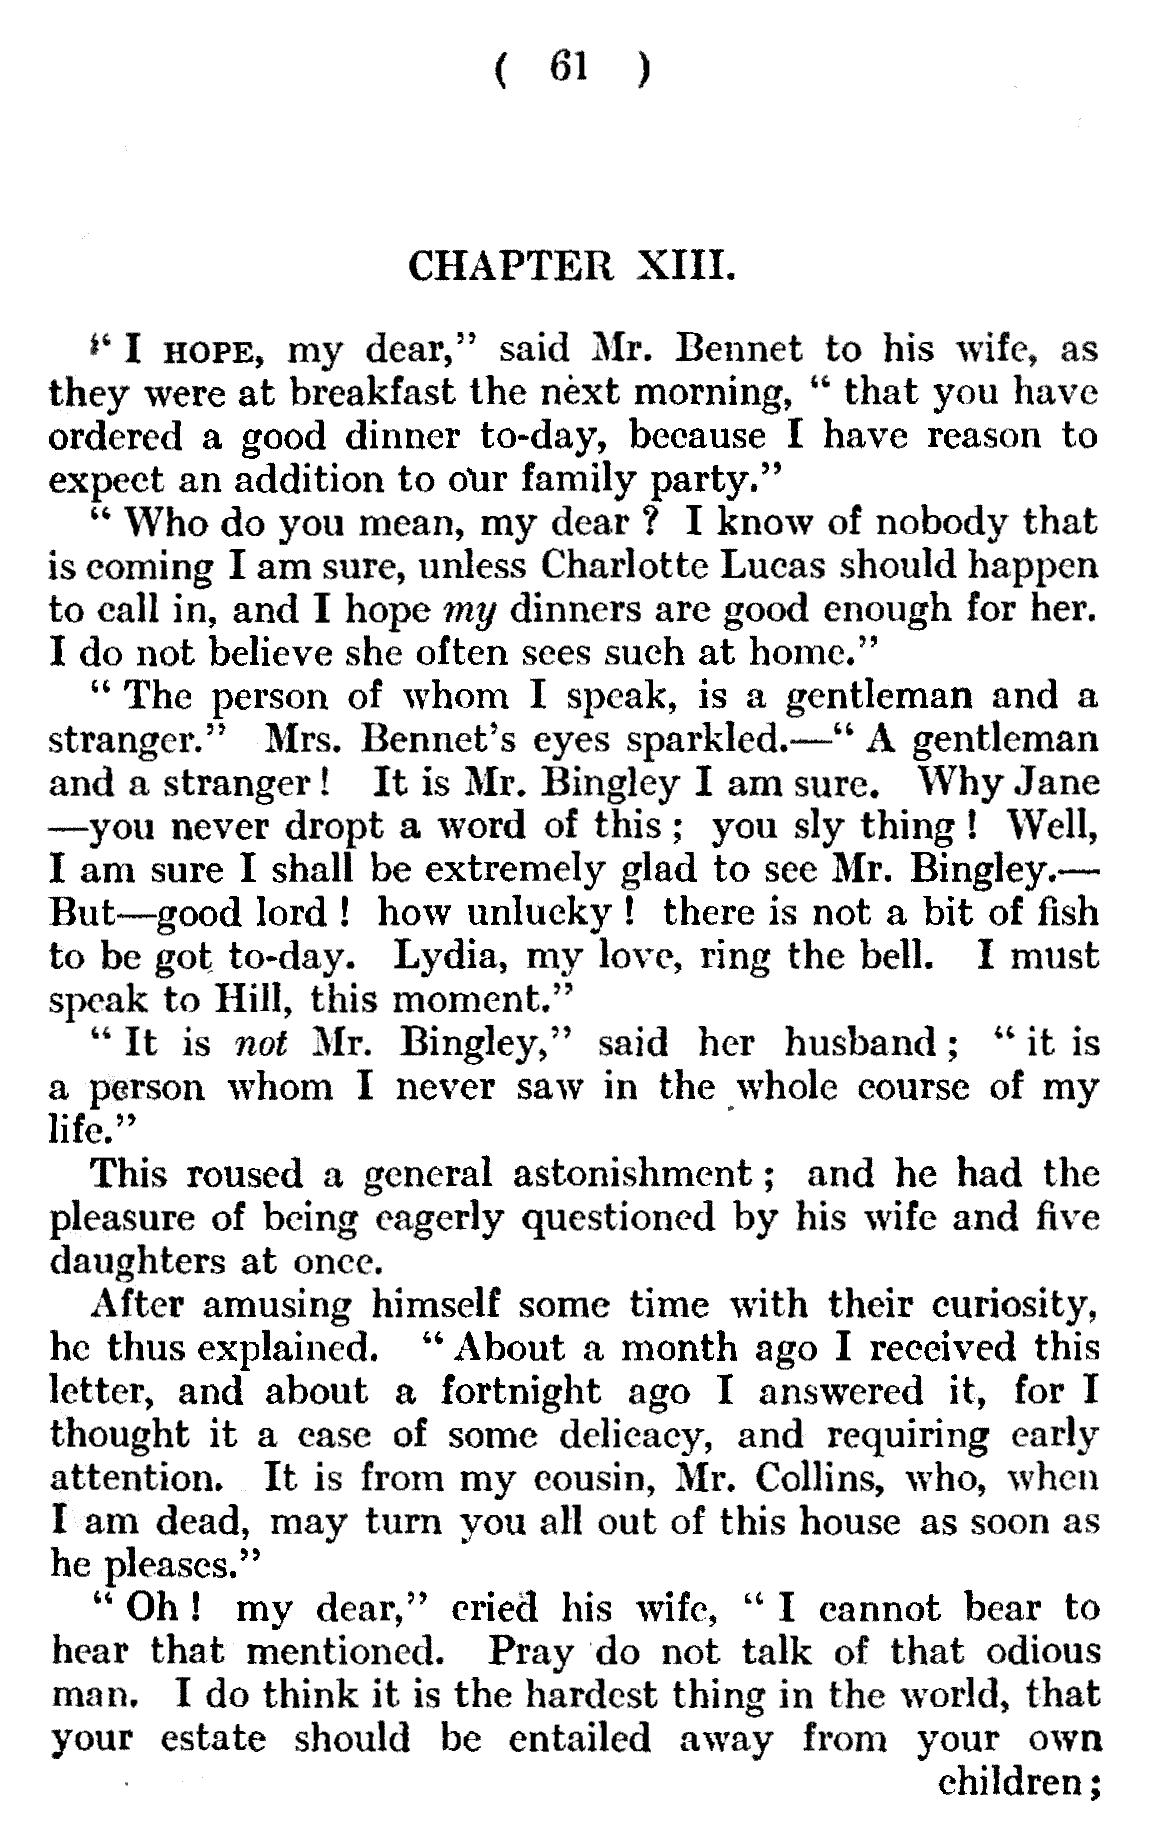 ( 61 )
CHAPTER XIII.
“ I HOPE, my dear,” said Mr. Bennet to his wife, as
they were at breakfast the next morning, “ that you have
ordered a good dinner to-day, because I have reason to
expect an addition to our family party.”
“ Who do you mean, my dear ? I know of nobody that
is coming I am sure, unless Charlotte Lucas should happen
to call in, and I hope my dinners are good enough for her.
I do not believe she often sees such at home.”
“ The person of whom I speak, is a gentleman and a
stranger.” Mrs. Bennet’s eyes sparkled.—“ A gentleman
and a stranger ! It is Mr. Bingley I am sure. Why Jane
—you never dropt a word of this ; you sly thing ! Well,
I am sure I shall be extremely glad to see Mr. Bingley.—
But—good lord ! how unlucky ! there is not a bit of fish
to be got to-day. Lydia, my love, ring the bell. I must
speak to Hill, this moment.”
“ It is not Mr. Bingley,” said her husband ; “ it is
a person whom I never saw in the whole course of my
life.”
This roused a general astonishment ; and he had the
pleasure of being eagerly questioned by his wife and five
daughters at once.
After amusing himself some time with their curiosity,
he thus explained. “ About a month ago I received this
letter, and about a fortnight ago I answered it, for I
thought it a case of some delicacy, and requiring early
attention. It is from my cousin, Mr. Collins, who, when
I am dead, may turn you all out of this house as soon as
he pleases.”
“ Oh ! my dear,” cried his wife, “ I cannot bear to
hear that mentioned. Pray do not talk of that odious
man. I do think it is the hardest thing in the world, that
your estate should be entailed away from your own
children ;